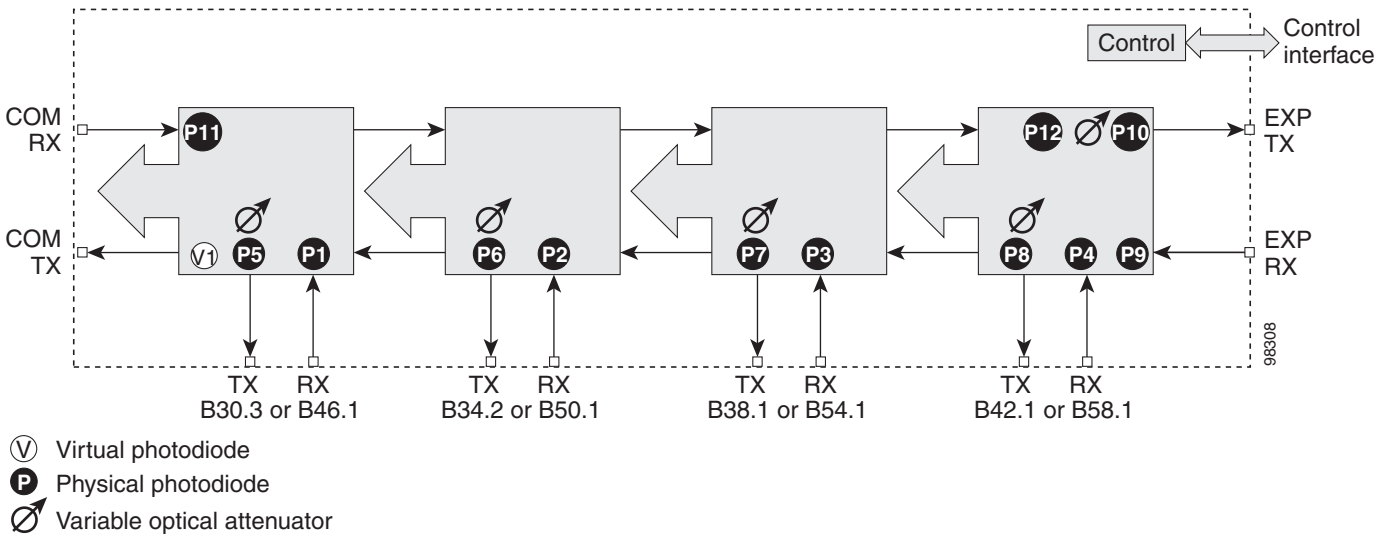 Control
Control
interface
COM
RX
P11
P12
P10
EXP
TX
COM
TX
V1
P5
P1
P6
P2
P7
P3
P8
P4
P9
EXP
RX
98308
TX RX
B30.3 or B46.1
TX RX
B34.2 or B50.1
TX RX
B38.1 or B54.1
TX RX
B42.1 or B58.1
V Virtual photodiode
P Physical photodiode
Variable optical attenuator